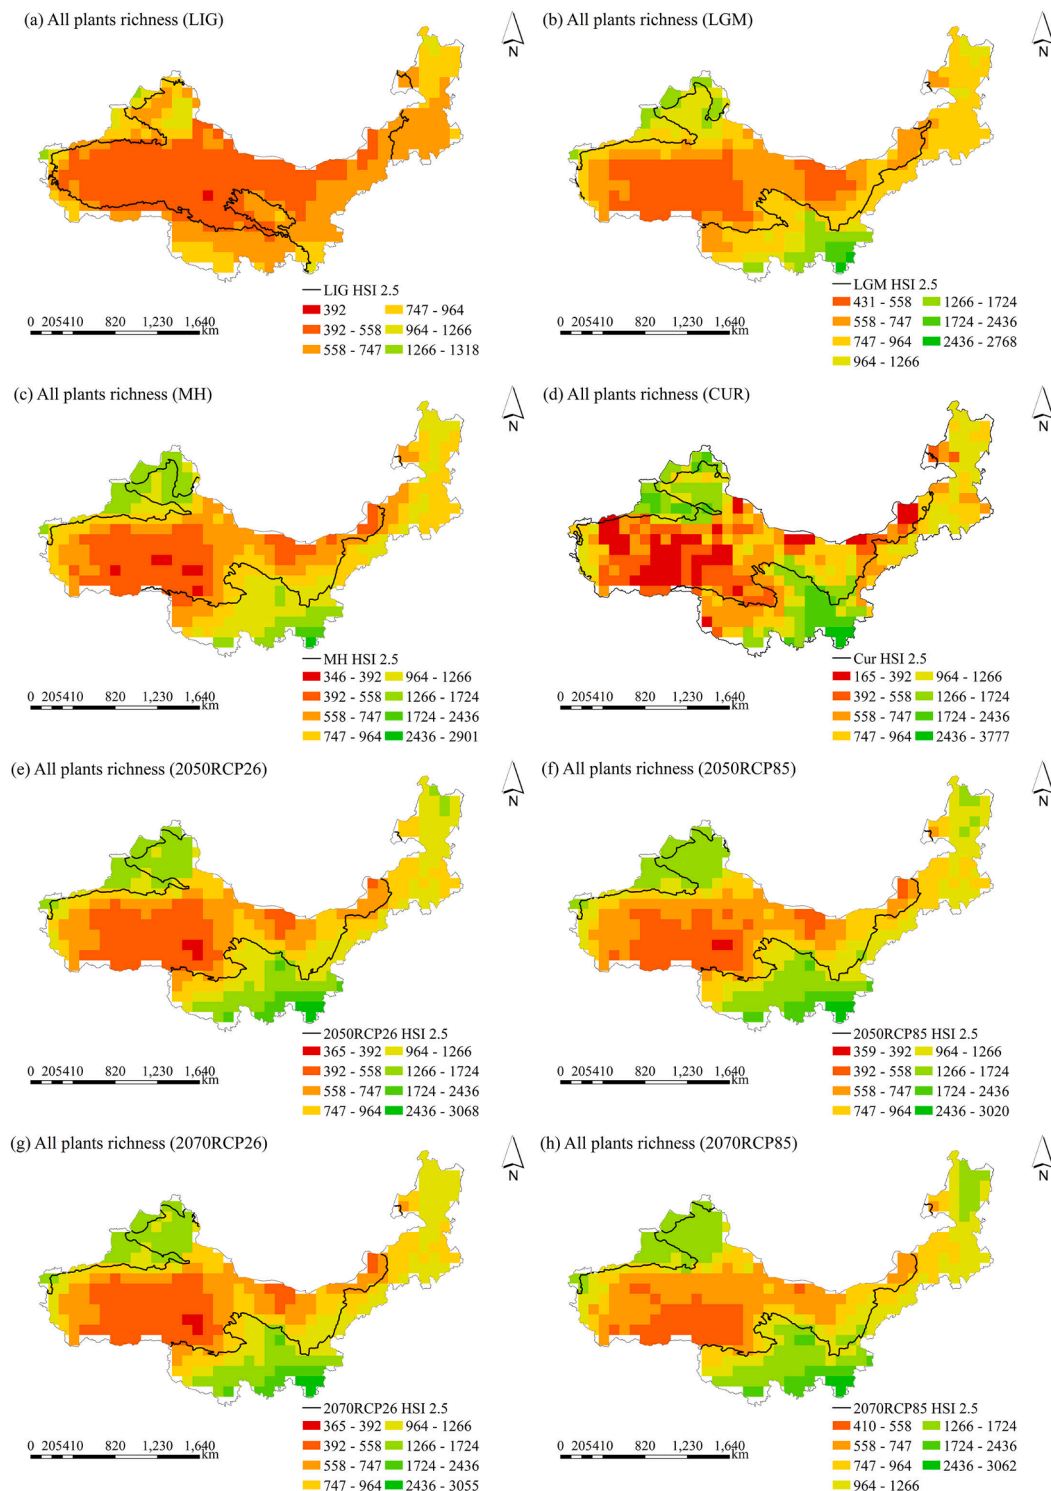 (a) All plants richness (LIG)
N
LIG HSI 2.5
392
747 - 964
392 - 558
964 - 1266
558 - 747
1266 - 1318
0 205410 820 1,230 1,640
km
(b) All plants richness (LGM)
N
LGM HSI 2.5
431 - 558
1266 - 1724
558 - 747
1724 - 2436
747 - 964
2436 - 2768
964 - 1266
0 205410 820 1,230 1,640
km
(c) All plants richness (MH)
N
MH HSI 2.5
346 - 392
964 - 1266
392 - 558
1266 - 1724
558 - 747
1724 - 2436
747 - 964
2436 - 2901
0 205410 820 1,230 1,640
km
(d) All plants richness (CUR)
N
Cur HSI 2.5
165 - 392
964 - 1266
392 - 558
1266 - 1724
558 - 747
1724 - 2436
747 - 964
2436 - 3777
0 205410 820 1,230 1,640
km
(e) All plants richness (2050RCP26)
N
2050RCP26 HSI 2.5
365 - 392
964 - 1266
392 - 558
1266 - 1724
558 - 747
1724 - 2436
747 - 964
2436 - 3068
0 205410 820 1,230 1,640
km
(f) All plants richness (2050RCP85)
N
2050RCP85 HSI 2.5
359 - 392
964 - 1266
392 - 558
1266 - 1724
558 - 747
1724 - 2436
747 - 964
2436 - 3020
0 205410 820 1,230 1,640
km
(g) All plants richness (2070RCP26)
N
2070RCP26 HSI 2.5
365 - 392
964 - 1266
392 - 558
1266 - 1724
558 - 747
1724 - 2436
747 - 964
2436 - 3055
0 205410 820 1,230 1,640
km
(h) All plants richness (2070RCP85)
N
2070RCP85 HSI 2.5
410 - 558
1266 - 1724
558 - 747
1724 - 2436
747 - 964
2436 - 3062
964 - 1266
0 205410 820 1,230 1,640
km